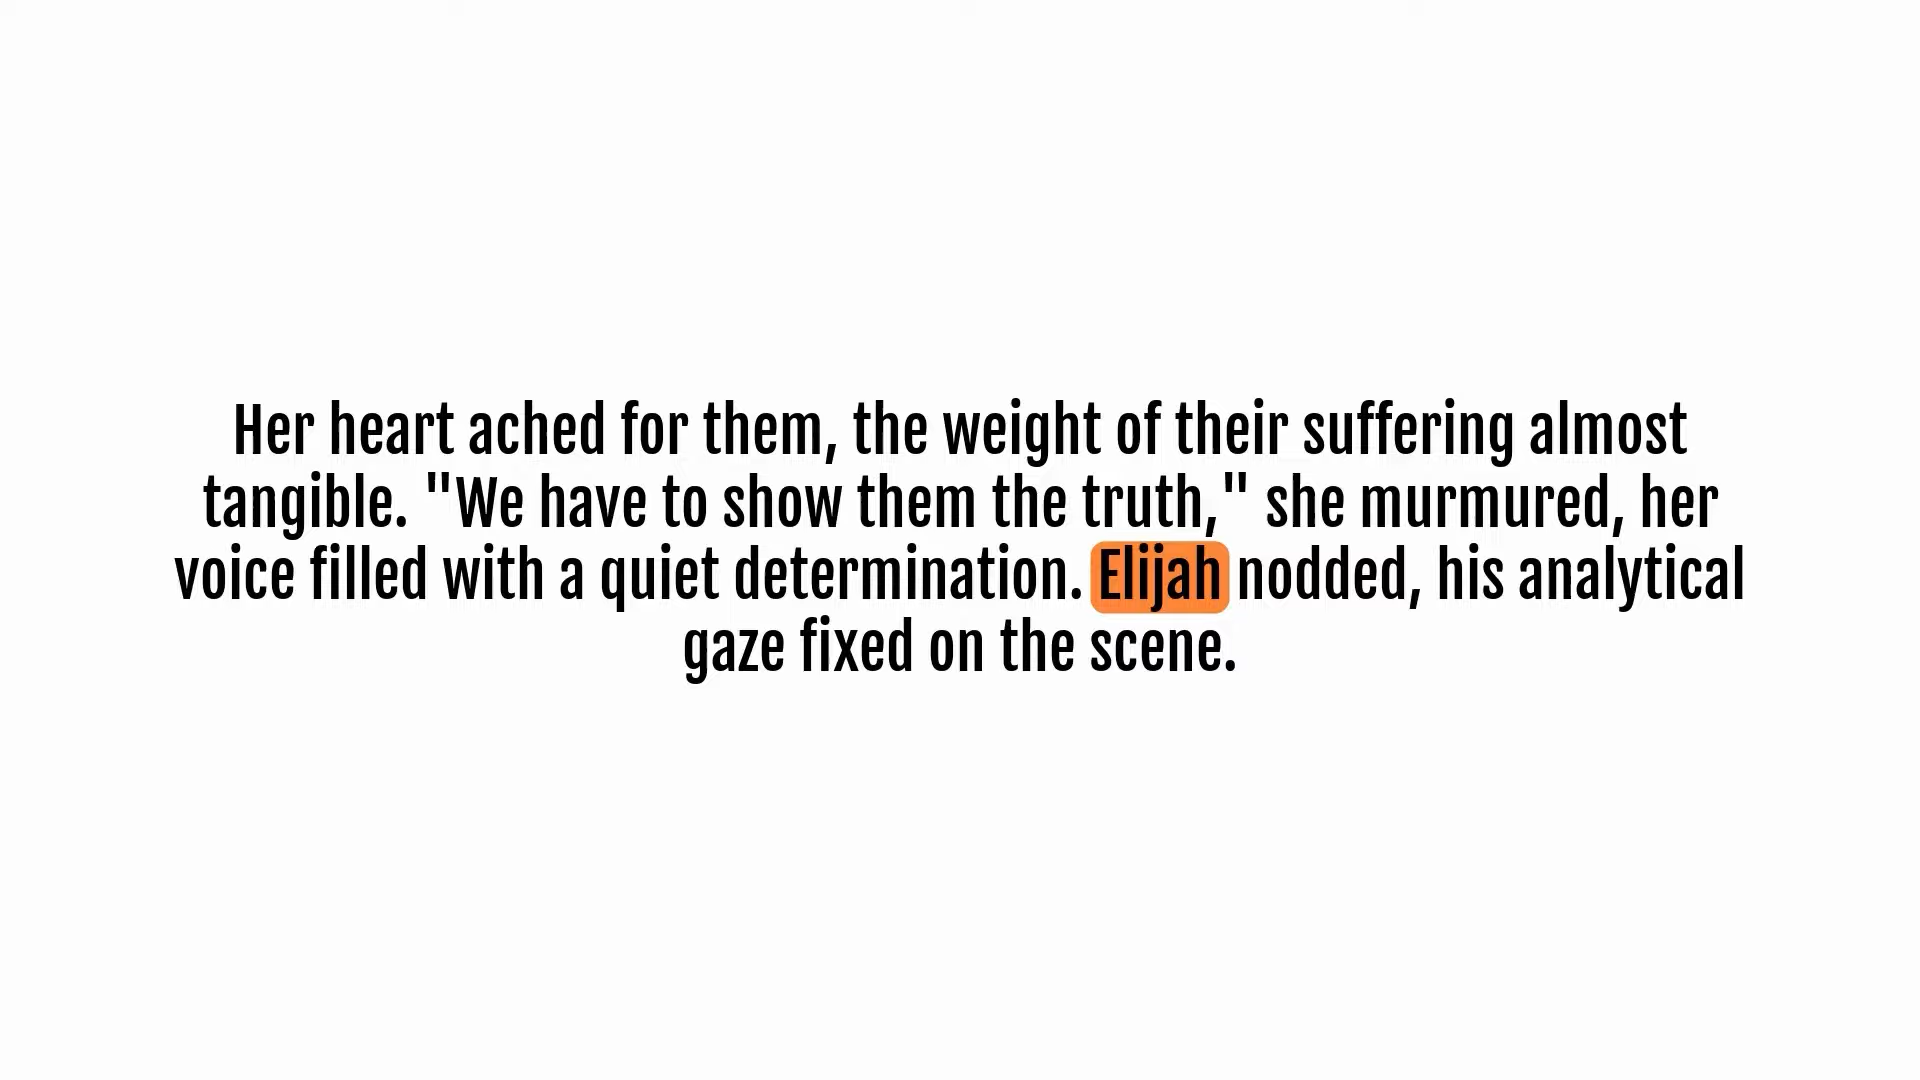 Her heart ached for them, the weight of their suffering almost
tangible. "We have to show them the truth," she murmured, her
voice filled with a quiet determination. Elijah nodded, his analytical
gaze fixed on the scene.